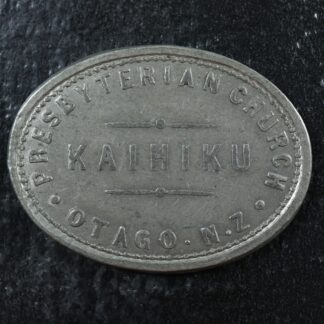 PRESBYTERIAN CHURCH
KAIHIKU
• OTAGO. N.Z •